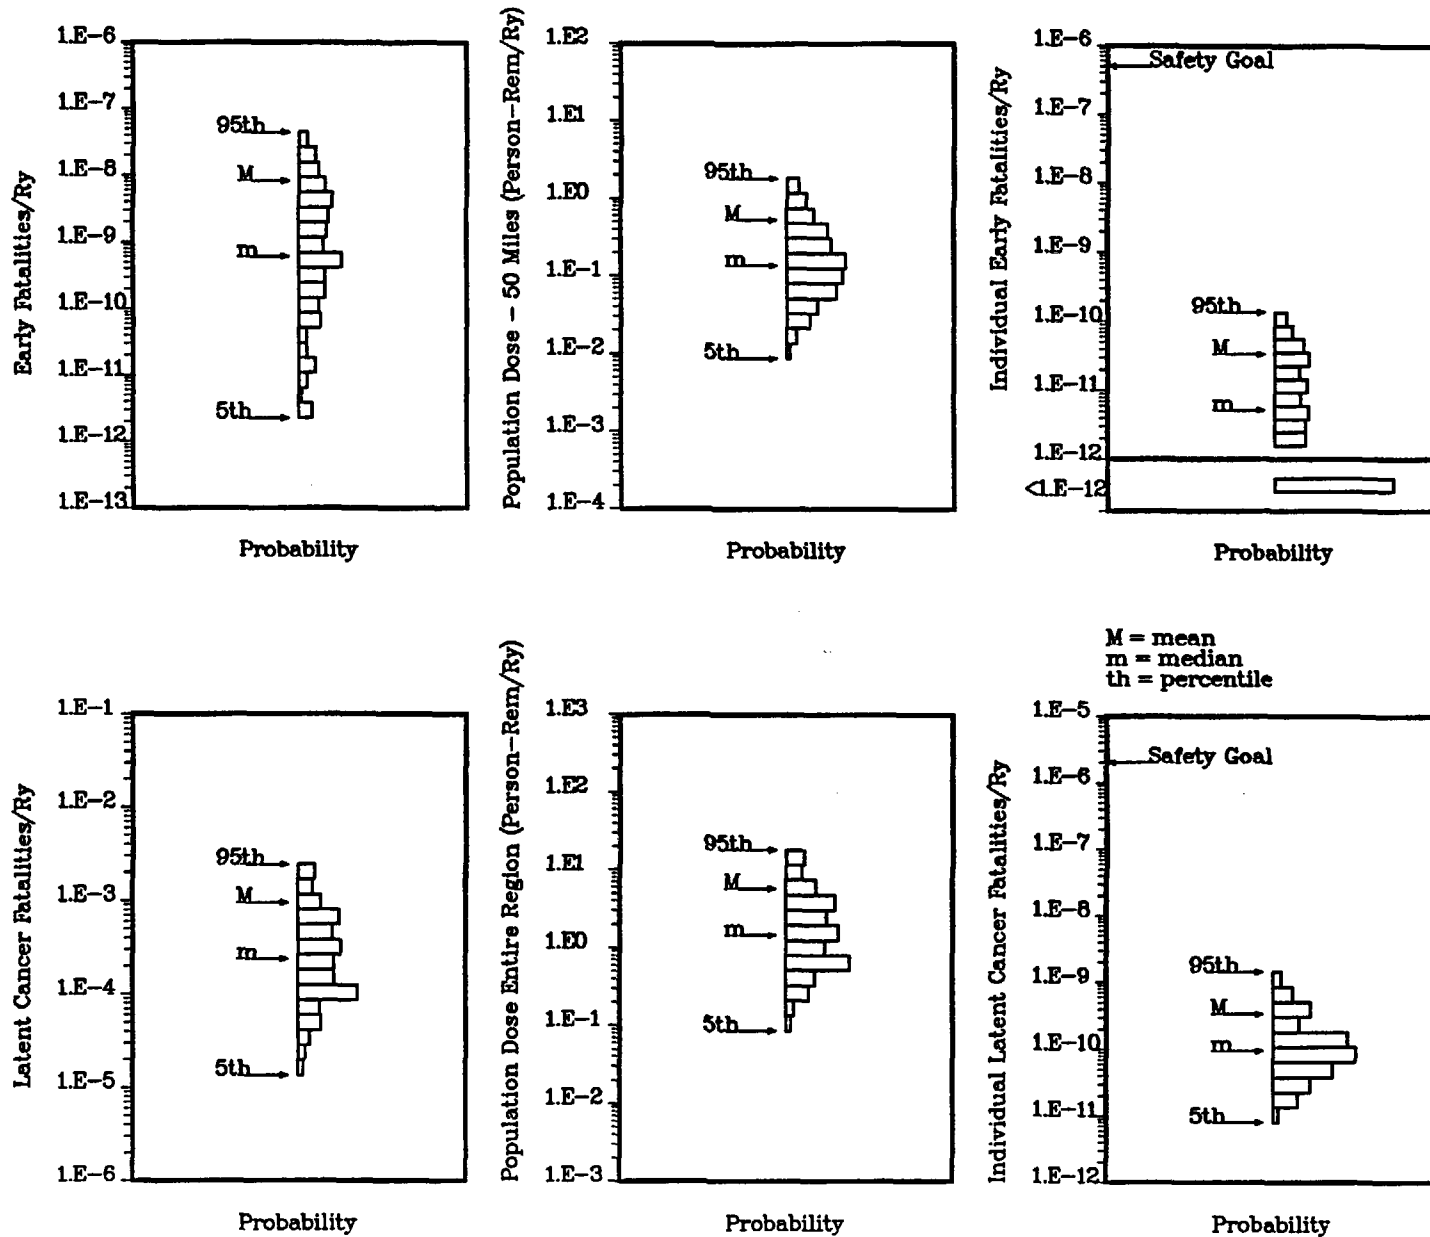 Early Fatalities/Ry
1.E-6
1.E-7
1.E-8
1.E-9
1.E-10
1.E-11
1.E-12
1.E-13
95th
M
m
5th
Probability
Population Dose - 50 Miles (Person-Rem/Ry)
1.E2
1.E1
1.E0
1.E-1
1.E-2
1.E-3
1.E-4
95th
M
m
5th
Probability
Individual Early Fatalities/Ry
1.E-6
1.E-7
1.E-8
1.E-9
1.E-10
1.E-11
1.E-12
<1.E-12
Safety Goal
95th
M
m
Probability
M = mean
m = median
th = percentile
Latent Cancer Fatalities/Ry
1.E-1
1.E-2
1.E-3
1.E-4
1.E-5
1.E-6
95th
M
m
5th
Probability
Population Dose Entire Region (Person-Rem/Ry)
1.E3
1.E2
1.E1
1.E0
1.E-1
1.E-2
1.E-3
95th
M
m
5th
Probability
Individual Latent Cancer Fatalities/Ry
1.E-5
1.E-6
1.E-7
1.E-8
1.E-9
1.E-10
1.E-11
1.E-12
Safety Goal
95th
M
m
5th
Probability